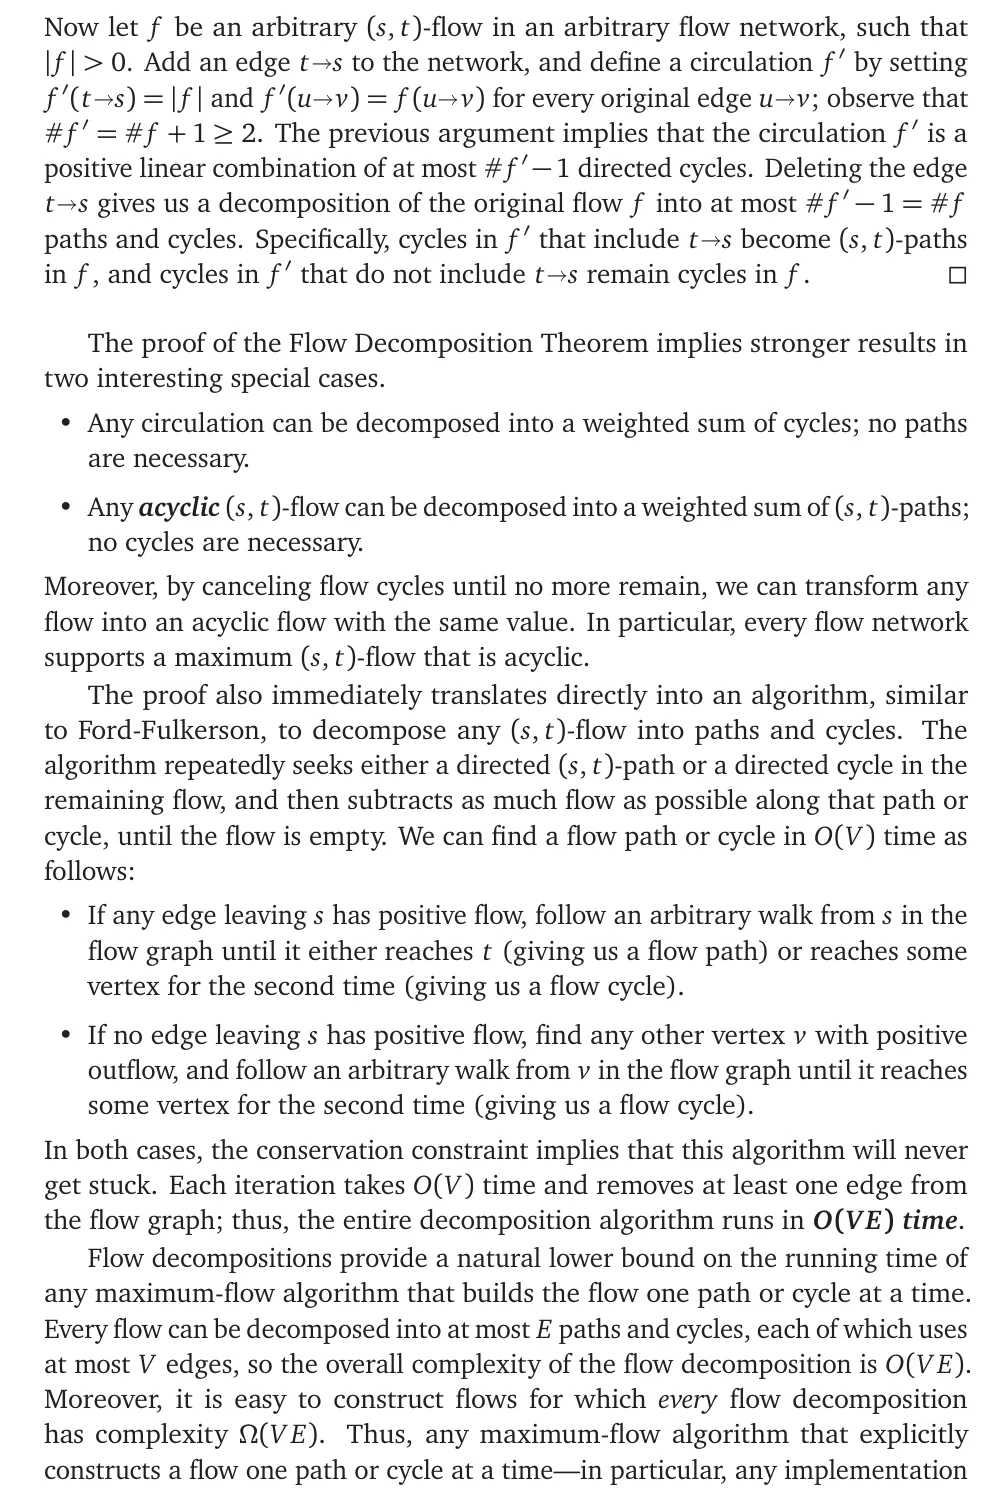 Now let f be an arbitrary (s, t)-flow in an arbitrary flow network, such that
|f| > 0. Add an edge t→s to the network, and define a circulation f′ by setting
f′(t→s) = |f| and f′(u→v) = f(u→v) for every original edge u→v; observe that
#f′ = #f + 1 ≥ 2. The previous argument implies that the circulation f′ is a
positive linear combination of at most #f′ − 1 directed cycles. Deleting the edge
t→s gives us a decomposition of the original flow f into at most #f′ − 1 = #f
paths and cycles. Specifically, cycles in f′ that include t→s become (s, t)-paths
in f, and cycles in f′ that do not include t→s remain cycles in f. □
The proof of the Flow Decomposition Theorem implies stronger results in
two interesting special cases.
• Any circulation can be decomposed into a weighted sum of cycles; no paths
are necessary.
• Any acyclic (s, t)-flow can be decomposed into a weighted sum of (s, t)-paths;
no cycles are necessary.
Moreover, by canceling flow cycles until no more remain, we can transform any
flow into an acyclic flow with the same value. In particular, every flow network
supports a maximum (s, t)-flow that is acyclic.
The proof also immediately translates directly into an algorithm, similar
to Ford-Fulkerson, to decompose any (s, t)-flow into paths and cycles. The
algorithm repeatedly seeks either a directed (s, t)-path or a directed cycle in the
remaining flow, and then subtracts as much flow as possible along that path or
cycle, until the flow is empty. We can find a flow path or cycle in O(V) time as
follows:
• If any edge leaving s has positive flow, follow an arbitrary walk from s in the
flow graph until it either reaches t (giving us a flow path) or reaches some
vertex for the second time (giving us a flow cycle).
• If no edge leaving s has positive flow, find any other vertex v with positive
outflow, and follow an arbitrary walk from v in the flow graph until it reaches
some vertex for the second time (giving us a flow cycle).
In both cases, the conservation constraint implies that this algorithm will never
get stuck. Each iteration takes O(V) time and removes at least one edge from
the flow graph; thus, the entire decomposition algorithm runs in O(VE) time.
Flow decompositions provide a natural lower bound on the running time of
any maximum-flow algorithm that builds the flow one path or cycle at a time.
Every flow can be decomposed into at most E paths and cycles, each of which uses
at most V edges, so the overall complexity of the flow decomposition is O(VE).
Moreover, it is easy to construct flows for which every flow decomposition
has complexity Ω(VE). Thus, any maximum-flow algorithm that explicitly
constructs a flow one path or cycle at a time—in particular, any implementation